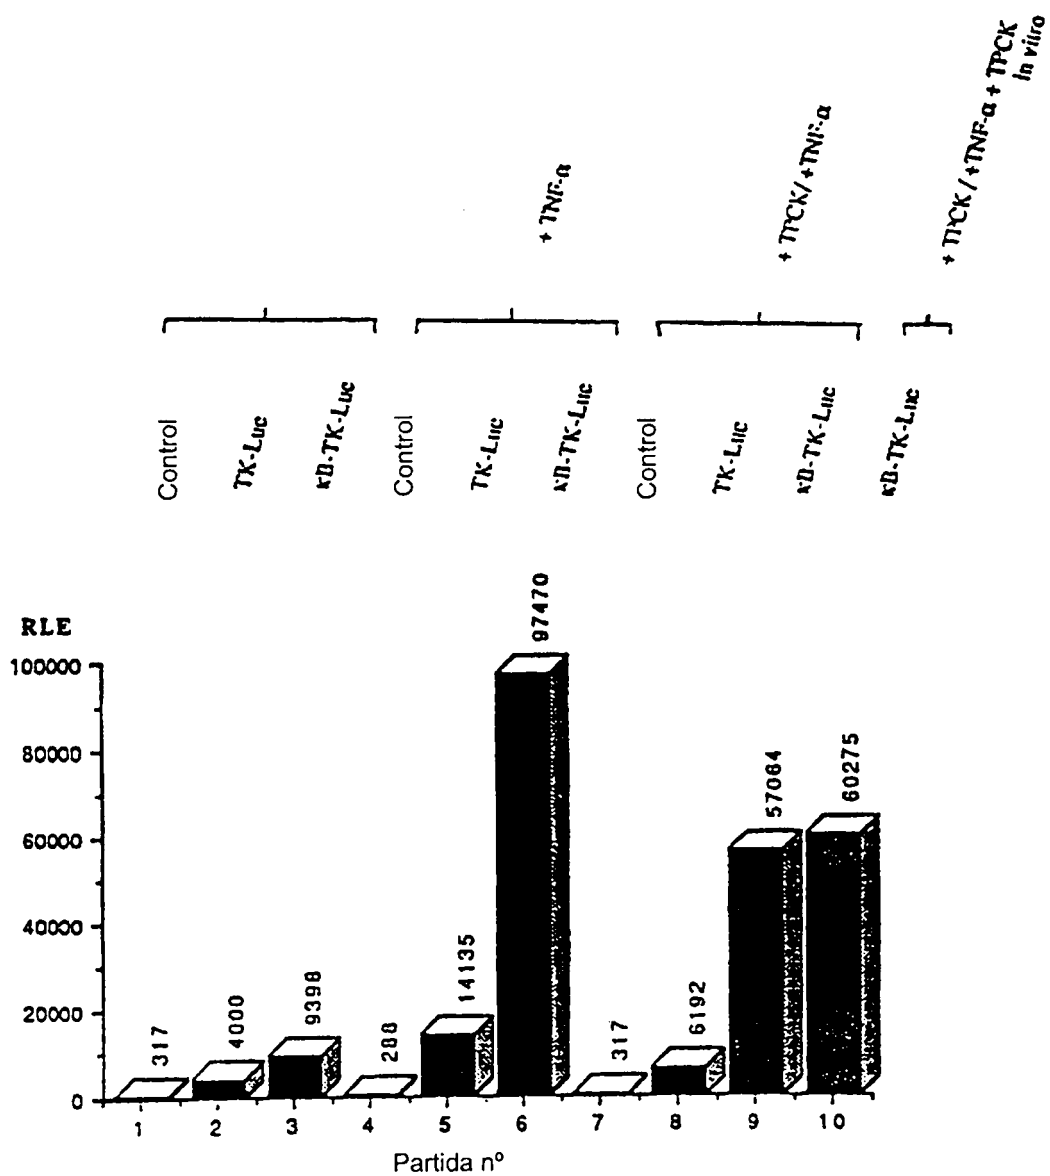 + TNF-α
+ TPCK/+TNF-α
+ TPCK/+TNF-α + TPCK
in vitro
Control
TK-Luc
κB-TK-Luc
Control
TK-Luc
κB-TK-Luc
Control
TK-Luc
κB-TK-Luc
κB-TK-Luc
RLE
100000
80000
60000
40000
20000
0
317
4000
9398
288
14135
97470
317
6192
57064
60275
1 2 3 4 5 6 7 8 9 10
Partida nº